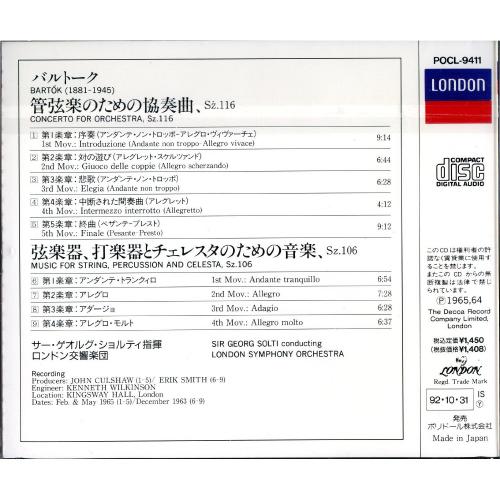 POCL-9411
LONDON
COMPACT
disc
DIGITAL AUDIO
バルトーク
BARTÓK (1881-1945)
管弦楽のための協奏曲、Sz.116
CONCERTO FOR ORCHESTRA, Sz.116
1 第1楽章:序奏(アンダンテ・ノン・トロッポ-アレグロ・ヴィヴァーチェ)
1st Mov.: Introduzione (Andante non troppo-Allegro vivace) 9:14
2 第2楽章:対の遊び(アレグレット・スケルツァンド)
2nd Mov.: Giuoco delle coppie (Allegro scherzando) 6:44
3 第3楽章:悲歌(アンダンテ・ノン・トロッポ)
3rd Mov.: Elegia (Andante non troppo) 6:28
4 第4楽章:中断された間奏曲(アレグレット)
4th Mov.: Intermezzo interrotto (Allegretto) 4:12
5 第5楽章:終曲(ペザンテ-プレスト)
5th Mov.: Finale (Pesante-Presto) 9:12
弦楽器、打楽器とチェレスタのための音楽、Sz.106
MUSIC FOR STRING, PERCUSSION AND CELESTA, Sz.106
6 第1楽章:アンダンテ・トランクィロ 1st Mov.: Andante tranquillo 6:54
7 第2楽章:アレグロ 2nd Mov.: Allegro 7:28
8 第3楽章:アダージョ 3rd Mov.: Adagio 6:28
9 第4楽章:アレグロ・モルト 4th Mov.: Allegro molto 6:37
サー・ゲオルグ・ショルティ指揮 SIR GEORG SOLTI conducting
ロンドン交響楽団 LONDON SYMPHONY ORCHESTRA
Recording
Producers: JOHN CULSHAW (1-5)/ ERIK SMITH (6-9)
Engineer: KENNETH WILKINSON
Location: KINGSWAY HALL, London
Dates: Feb. & May 1965 (1-5)/ December 1963 (6-9)
このCDは権利者の許
諾なく賃貸業に使用す
ることを禁じます。
またこの CD からの無
断複製は法律で禁じ
られています。
Ⓟ 1965,64
The Decca Record
Company Limited,
London
税込定価¥1,450
(税抜価格¥1,408)
LONDON
Regd. Trade Mark
92・10・31
IS
Ⓨ
発売
ポリドール株式会社
Made in Japan